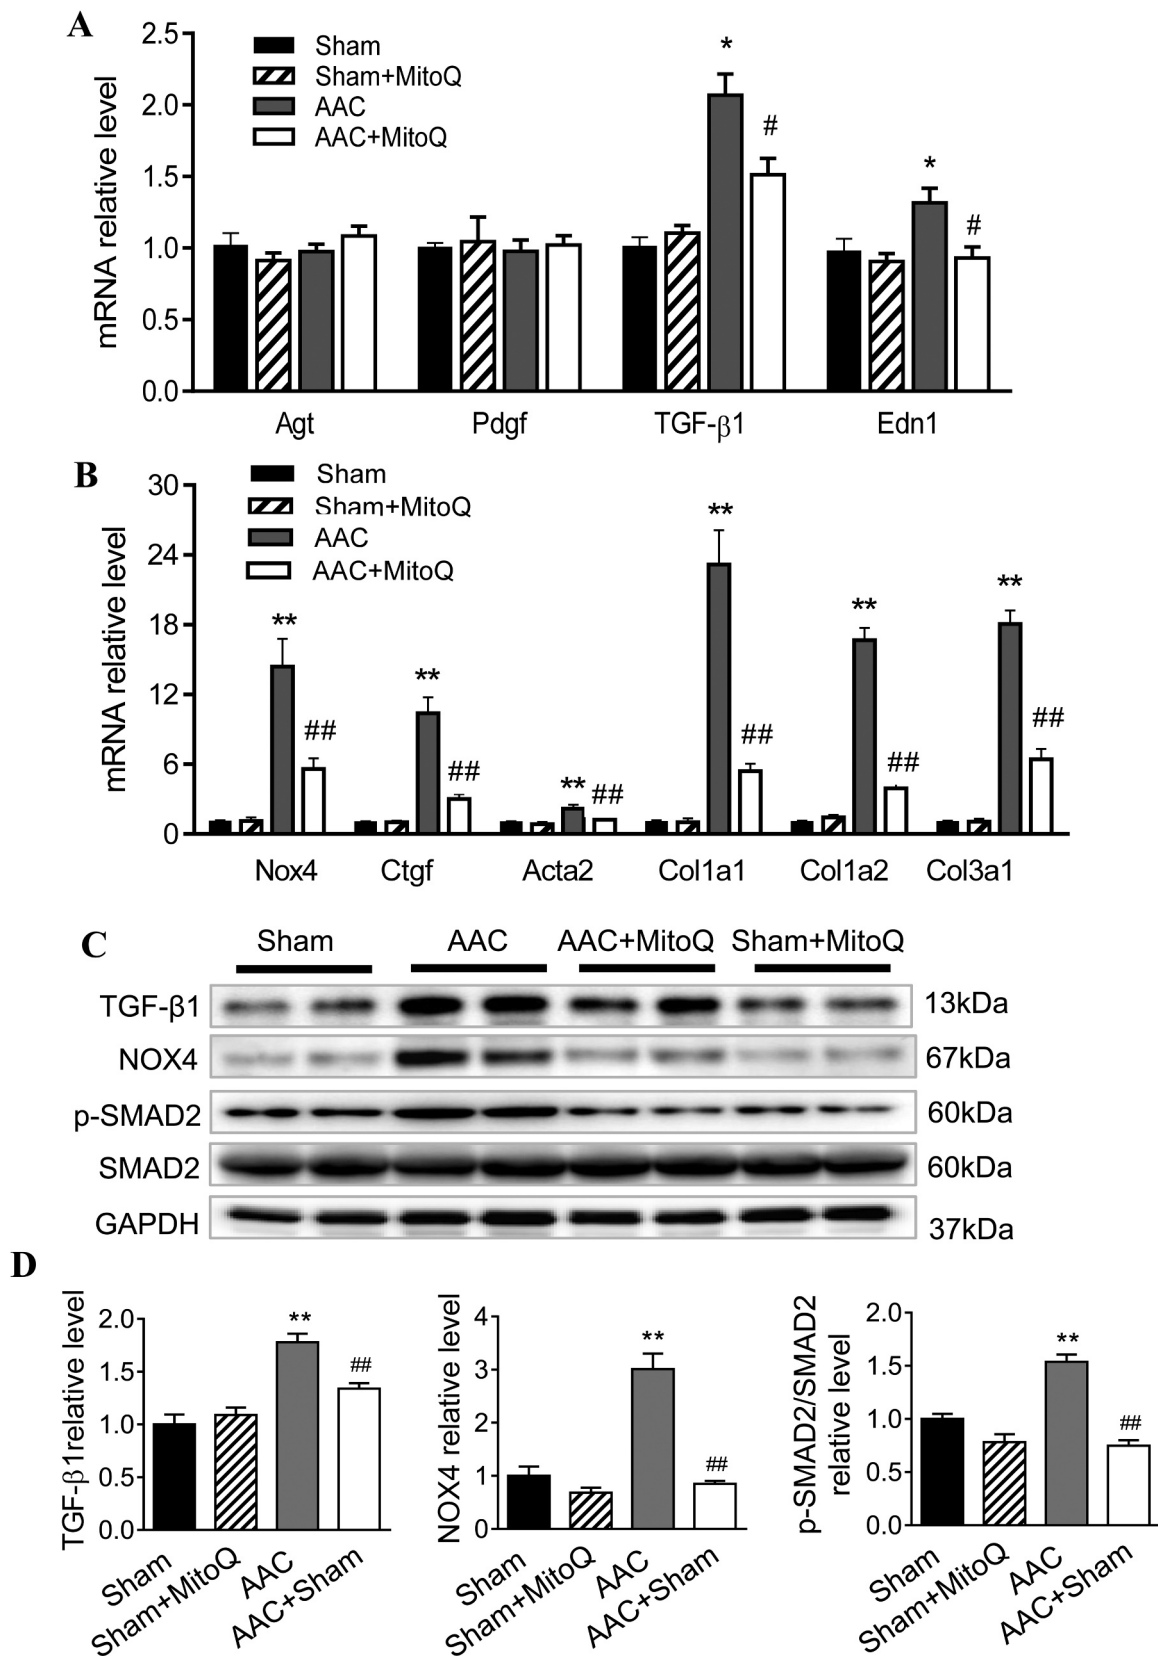 A
mRNA relative level
2.5
2.0
1.5
1.0
0.5
0.0
Sham
Sham+MitoQ
AAC
AAC+MitoQ
*
#
*
#
Agt Pdgf TGF-β1 Edn1
B
mRNA relative level
30
24
18
12
6
0
Sham
Sham+MitoQ
AAC
AAC+MitoQ
** ## ** ## ** ## ** ## ** ## ** ##
Nox4 Ctgf Acta2 Col1a1 Col1a2 Col3a1
C
Sham AAC AAC+MitoQ Sham+MitoQ
TGF-β1 13kDa
NOX4 67kDa
p-SMAD2 60kDa
SMAD2 60kDa
GAPDH 37kDa
D
TGF-β1relative level
2.0
1.5
1.0
0.5
0.0
**
##
Sham
Sham+MitoQ
AAC
AAC+Sham
NOX4 relative level
4
3
2
1
0
**
##
Sham
Sham+MitoQ
AAC
AAC+Sham
p-SMAD2/SMAD2
relative level
2.0
1.5
1.0
0.5
0.0
**
##
Sham
Sham+MitoQ
AAC
AAC+Sham